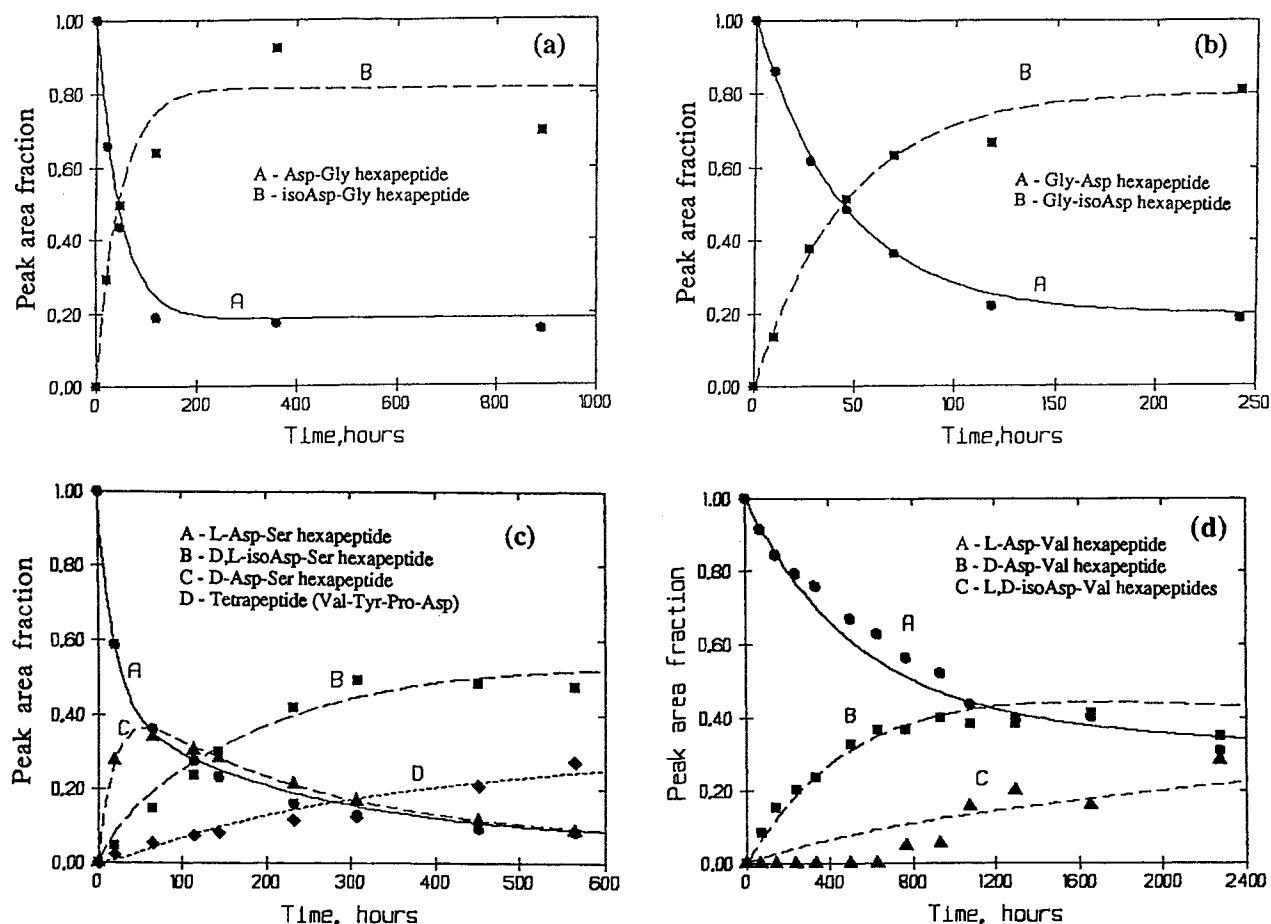 (a)
1.00
0.80
0.60
0.40
0.20
0.00
Peak area fraction
B
A - Asp-Gly hexapeptide
B - isoAsp-Gly hexapeptide
A
0 200 400 600 800 1000
Time,hours
(b)
1.00
0.80
0.60
0.40
0.20
0.00
Peak area fraction
B
A - Gly-Asp hexapeptide
B - Gly-isoAsp hexapeptide
A
0 50 100 150 200 250
Time,hours
(c)
1.00
0.80
0.60
0.40
0.20
0.00
Peak area fraction
A - L-Asp-Ser hexapeptide
B - D,L-isoAsp-Ser hexapeptide
C - D-Asp-Ser hexapeptide
D - Tetrapeptide (Val-Tyr-Pro-Asp)
A
B
C
D
0 100 200 300 400 500 600
Time, hours
(d)
1.00
0.80
0.60
0.40
0.20
0.00
Peak area fraction
A - L-Asp-Val hexapeptide
B - D-Asp-Val hexapeptide
C - L,D-isoAsp-Val hexapeptides
A
B
C
0 400 800 1200 1600 2000 2400
Time, hours